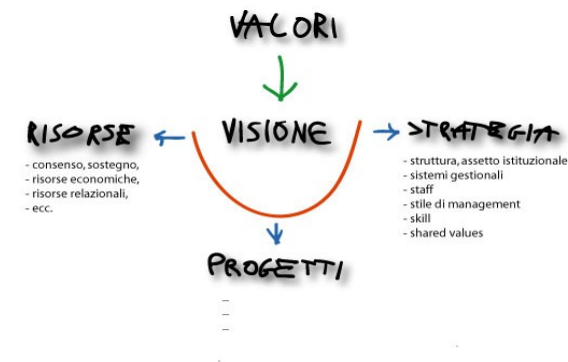 VALORI
VISIONE
RISORSE
- consenso, sostegno,
- risorse economiche,
- risorse relazionali,
- ecc.
STRATEGIA
- struttura, assetto istituzionale
- sistemi gestionali
- staff
- stile di management
- skill
- shared values
PROGETTI
–
–
–